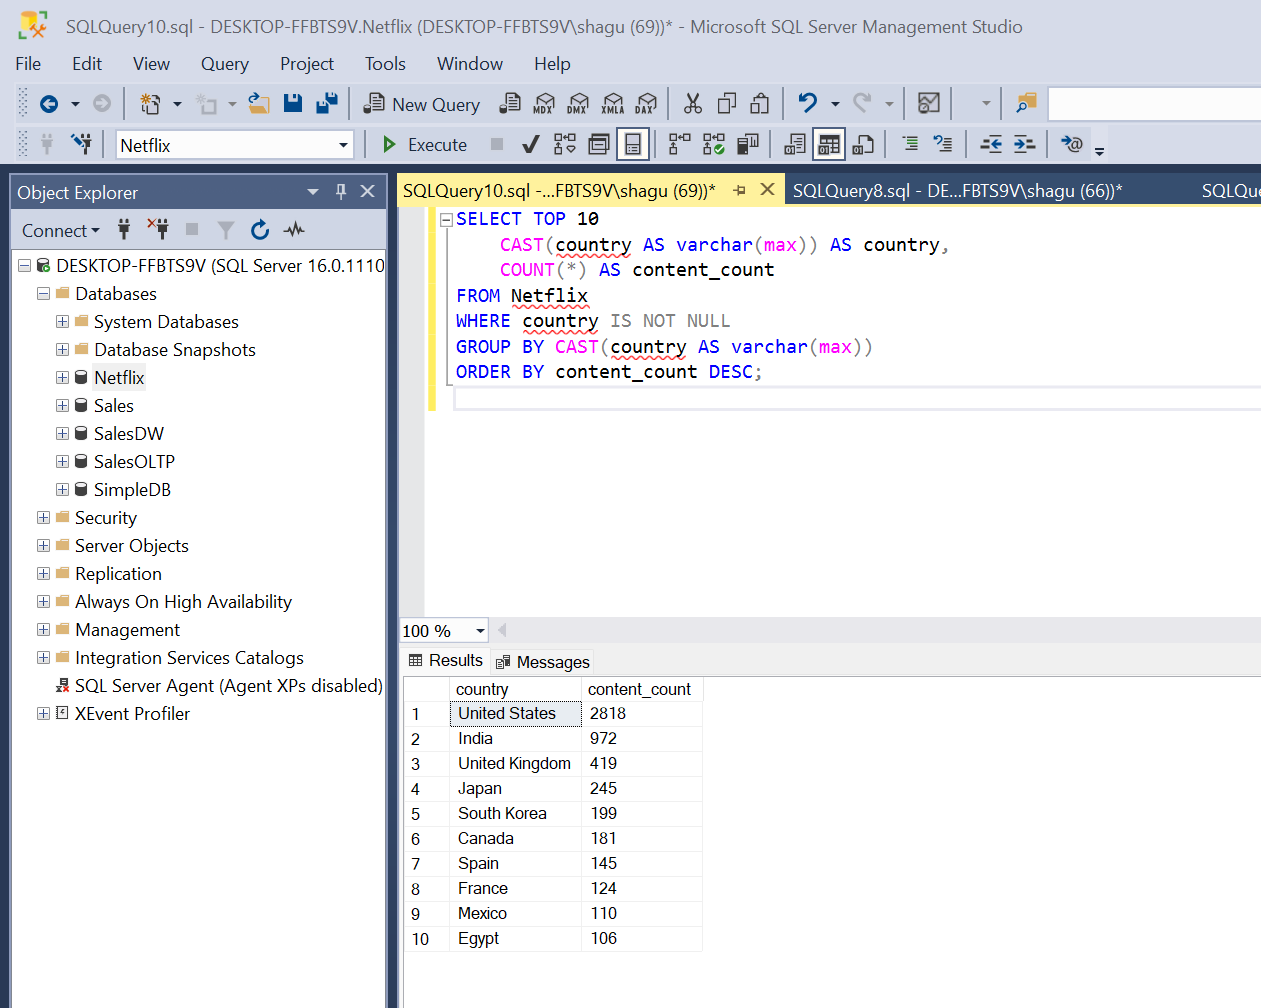 SQLQuery10.sql - DESKTOP-FFBTS9V.Netflix (DESKTOP-FFBTS9V\shagu (69))* - Microsoft SQL Server Management Studio
File Edit View Query Project Tools Window Help
New Query MDX DMX XMLA DAX
Netflix Execute
Object Explorer
Connect
DESKTOP-FFBTS9V (SQL Server 16.0.1110
Databases
System Databases
Database Snapshots
Netflix
Sales
SalesDW
SalesOLTP
SimpleDB
Security
Server Objects
Replication
Always On High Availability
Management
Integration Services Catalogs
SQL Server Agent (Agent XPs disabled)
XEvent Profiler
SQLQuery10.sql -...FBTS9V\shagu (69))* SQLQuery8.sql - DE...FBTS9V\shagu (66))* SQLQue
SELECT TOP 10
CAST(country AS varchar(max)) AS country,
COUNT(*) AS content_count
FROM Netflix
WHERE country IS NOT NULL
GROUP BY CAST(country AS varchar(max))
ORDER BY content_count DESC;
100 %
Results Messages
country content_count
1 United States 2818
2 India 972
3 United Kingdom 419
4 Japan 245
5 South Korea 199
6 Canada 181
7 Spain 145
8 France 124
9 Mexico 110
10 Egypt 106